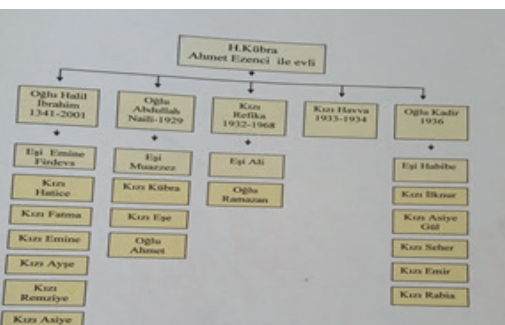 H.Kübra
Ahmet Ezenci ile evli
Oğlu Halil
İbrahim
1341-2001
Oğlu
Abdullah
Naili-1929
Kızı
Refika
1932-1968
Kızı Havva
1933-1934
Oğlu Kadir
1936
Eşi Emine
Firdevs
Kızı
Hatice
Kızı Fatma
Kızı Emine
Kızı Ayşe
Kızı
Remziye
Kızı Asiye
Eşi
Muazzez
Kızı Kübra
Kızı Eşe
Oğlu
Ahmet
Eşi Ali
Oğlu
Ramazan
Eşi Habibe
Kızı İlknur
Kızı Asiye
Gül
Kızı Seher
Kızı Emir
Kızı Rabia